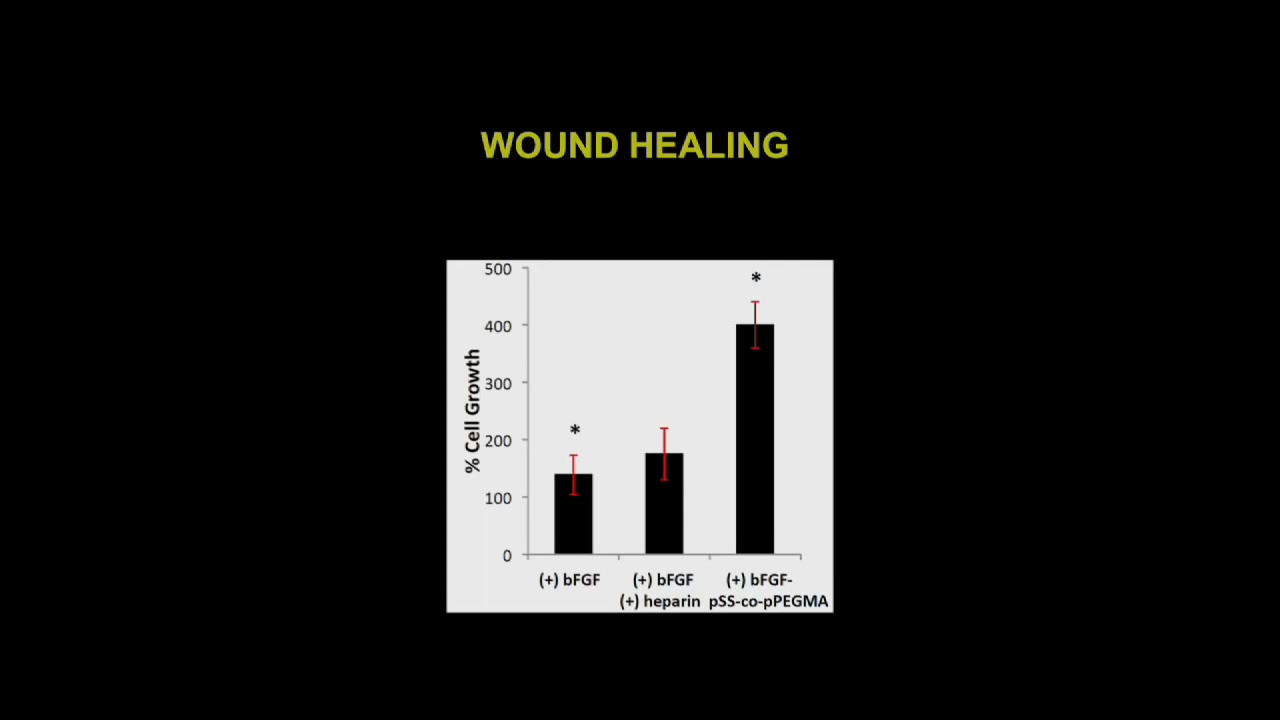 WOUND HEALING
500
*
400
% Cell Growth
300
*
200
100
0
(+) bFGF
(+) bFGF
(+) heparin
(+) bFGF-
pSS-co-pPEGMA